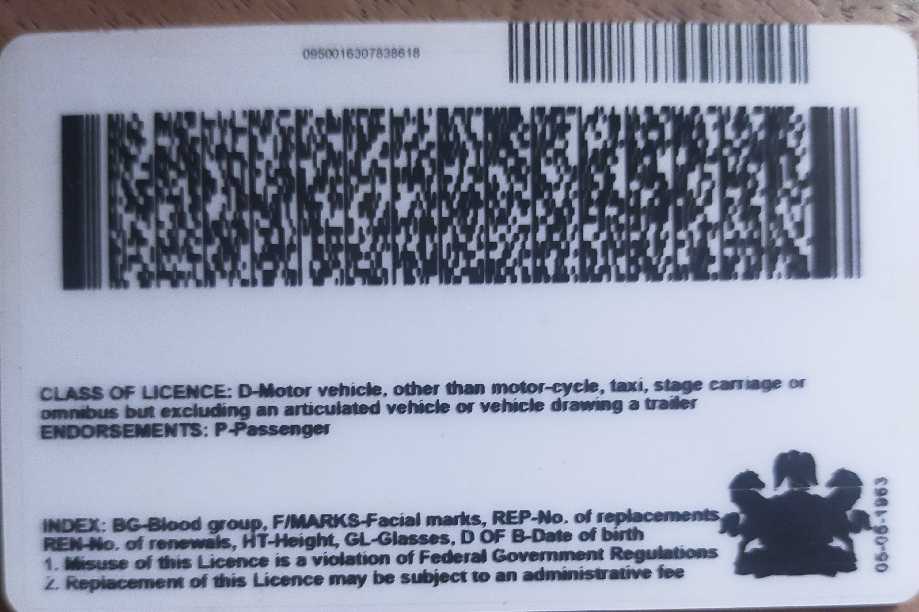 0950016307838618
CLASS OF LICENCE: D-Motor vehicle, other than motor-cycle, taxi, stage carriage or
omnibus but excluding an articulated vehicle or vehicle drawing a trailer
ENDORSEMENTS: P-Passenger
INDEX: BG-Blood group, F/MARKS-Facial marks, REP-No. of replacements
REN-No. of renewals, HT-Height, GL-Glasses, D OF B-Date of birth
1. Misuse of this Licence is a violation of Federal Government Regulations
2. Replacement of this Licence may be subject to an administrative fee
05-05-1963